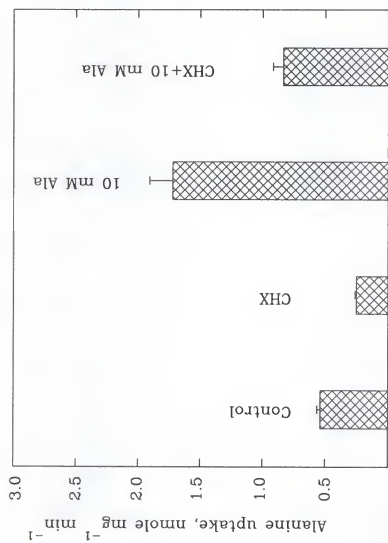 Alanine uptake, nmole mg⁻¹ min⁻¹
3.0
2.5
2.0
1.5
1.0
0.5
Control
CHX
10 mM Ala
CHX+10 mM Ala